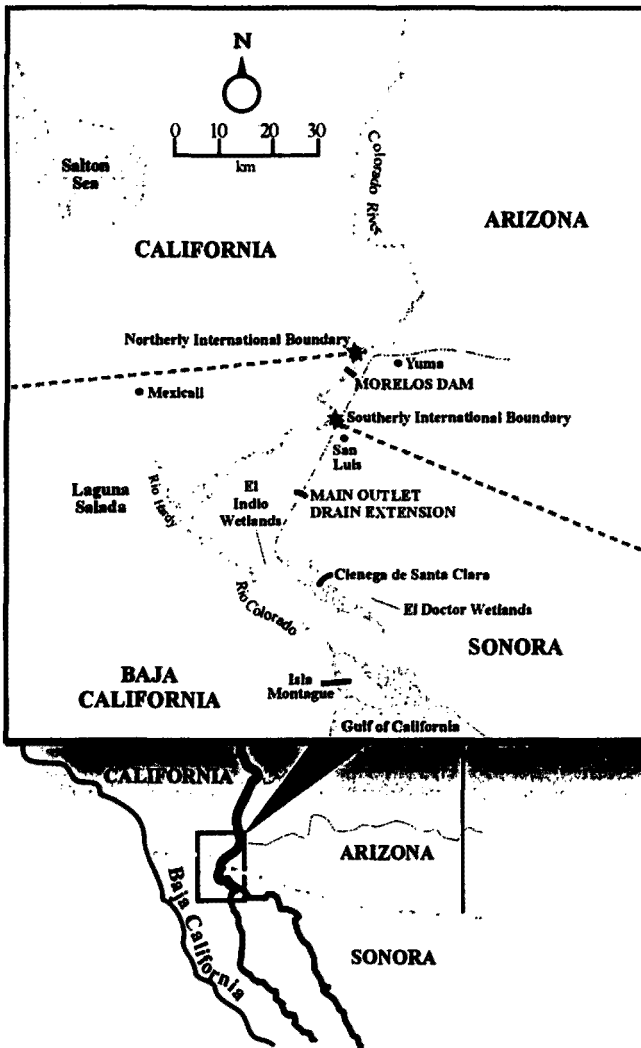 N
0 10 20 30
km
Salton
Sea
Colorado River
ARIZONA
CALIFORNIA
Northerly International Boundary
Yuma
MORELOS DAM
Mexicali
Southerly International Boundary
San
Luis
Laguna
Salada
Rio Hardy
El
Indio
Wetlands
MAIN OUTLET
DRAIN EXTENSION
Cienega de Santa Clara
Rio Colorado
El Doctor Wetlands
SONORA
BAJA
CALIFORNIA
Isla
Montague
Gulf of California
CALIFORNIA
ARIZONA
Baja California
SONORA